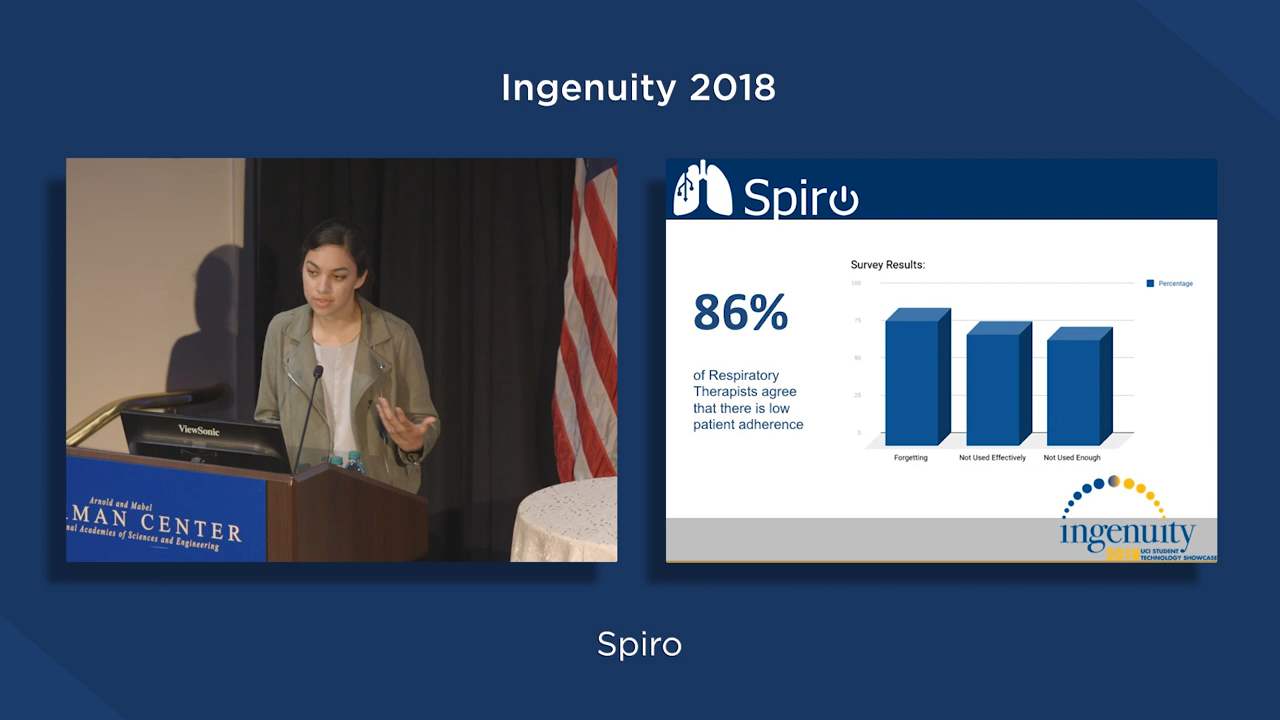 Ingenuity 2018
ViewSonic
Arnold and Mabel
MAN CENTER
Academies of Sciences and Engineering
Spiro
Survey Results:
100
75
50
25
0
Percentage
86%
of Respiratory
Therapists agree
that there is low
patient adherence
Forgetting
Not Used Effectively
Not Used Enough
ingenuity
2018 UCI STUDENT
TECHNOLOGY SHOWCASE
Spiro